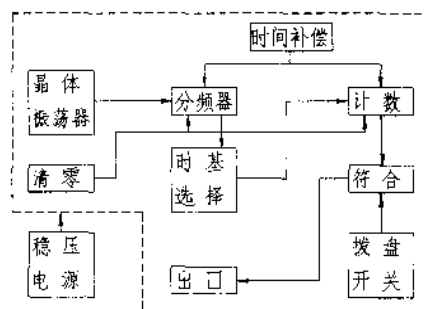 时间补偿
晶体
振荡器
分频器
计数
清零
时基
选择
符合
稳压
电源
出口
拨盘
开关